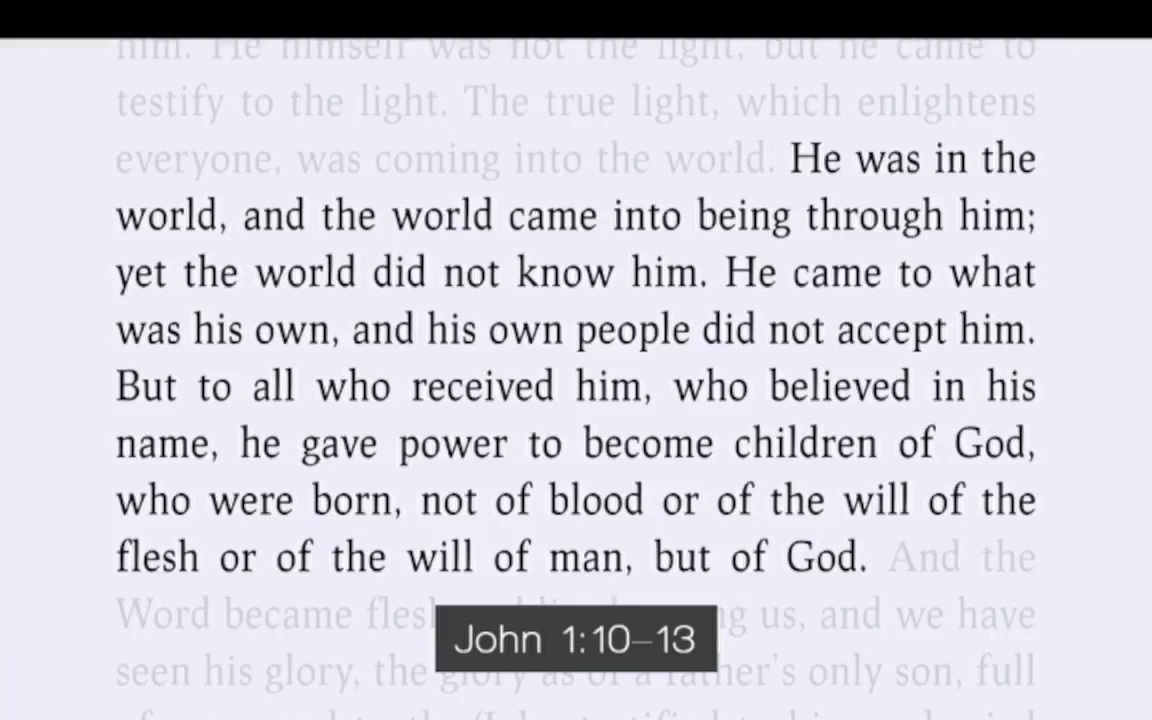 him. He himself was not the light, but he came to
testify to the light. The true light, which enlightens
everyone, was coming into the world. He was in the
world, and the world came into being through him;
yet the world did not know him. He came to what
was his own, and his own people did not accept him.
But to all who received him, who believed in his
name, he gave power to become children of God,
who were born, not of blood or of the will of the
flesh or of the will of man, but of God. And the
Word became us, and we have
John 1:10–13
seen his glory, the glory as of a father's only son, full